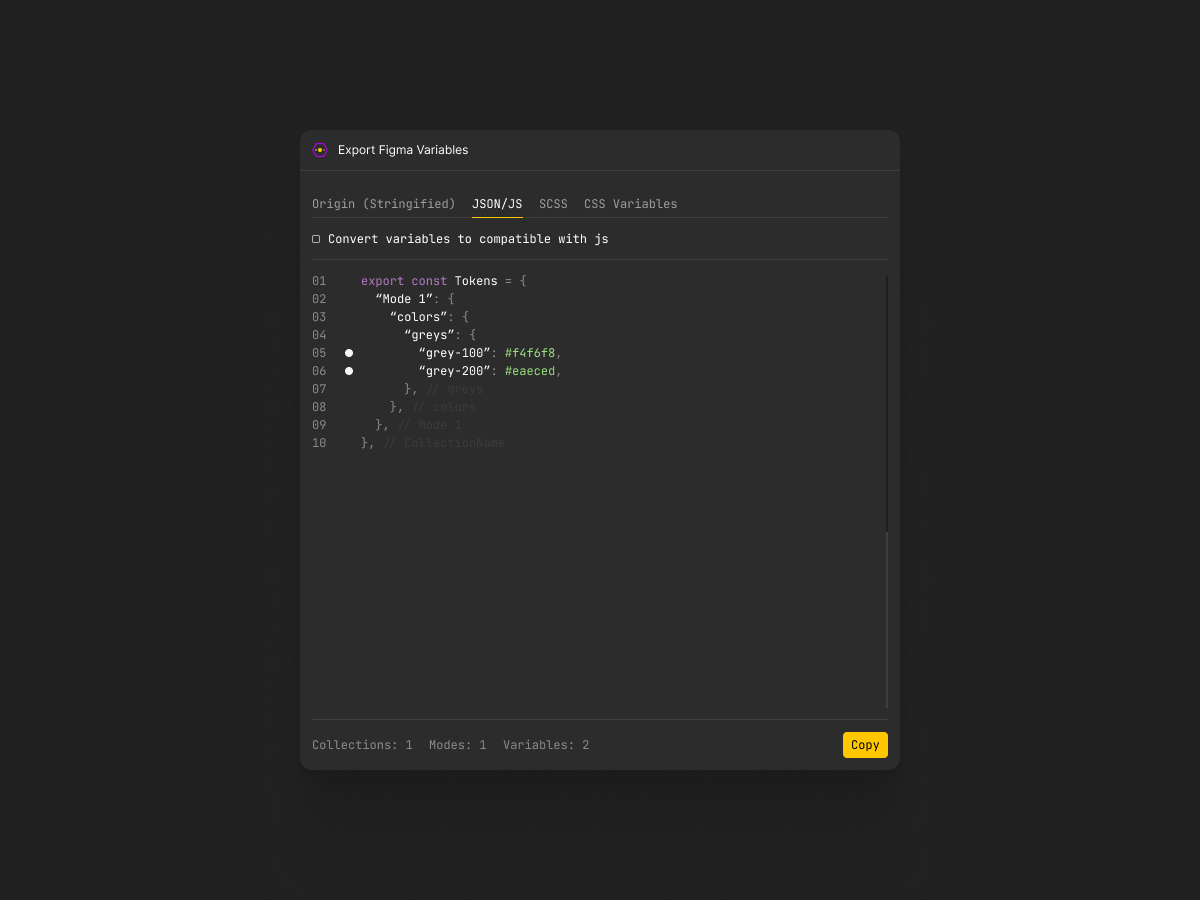 Export Figma Variables
Origin (Stringified) JSON/JS SCSS CSS Variables
Convert variables to compatible with js
01 export const Tokens = {
02 “Mode 1”: {
03 “colors”: {
04 “greys”: {
05 “grey-100”: #f4f6f8,
06 “grey-200”: #eaeced,
07 }, // greys
08 }, // colors
09 }, // Mode 1
10 }, // CollectionName
Collections: 1 Modes: 1 Variables: 2 Copy